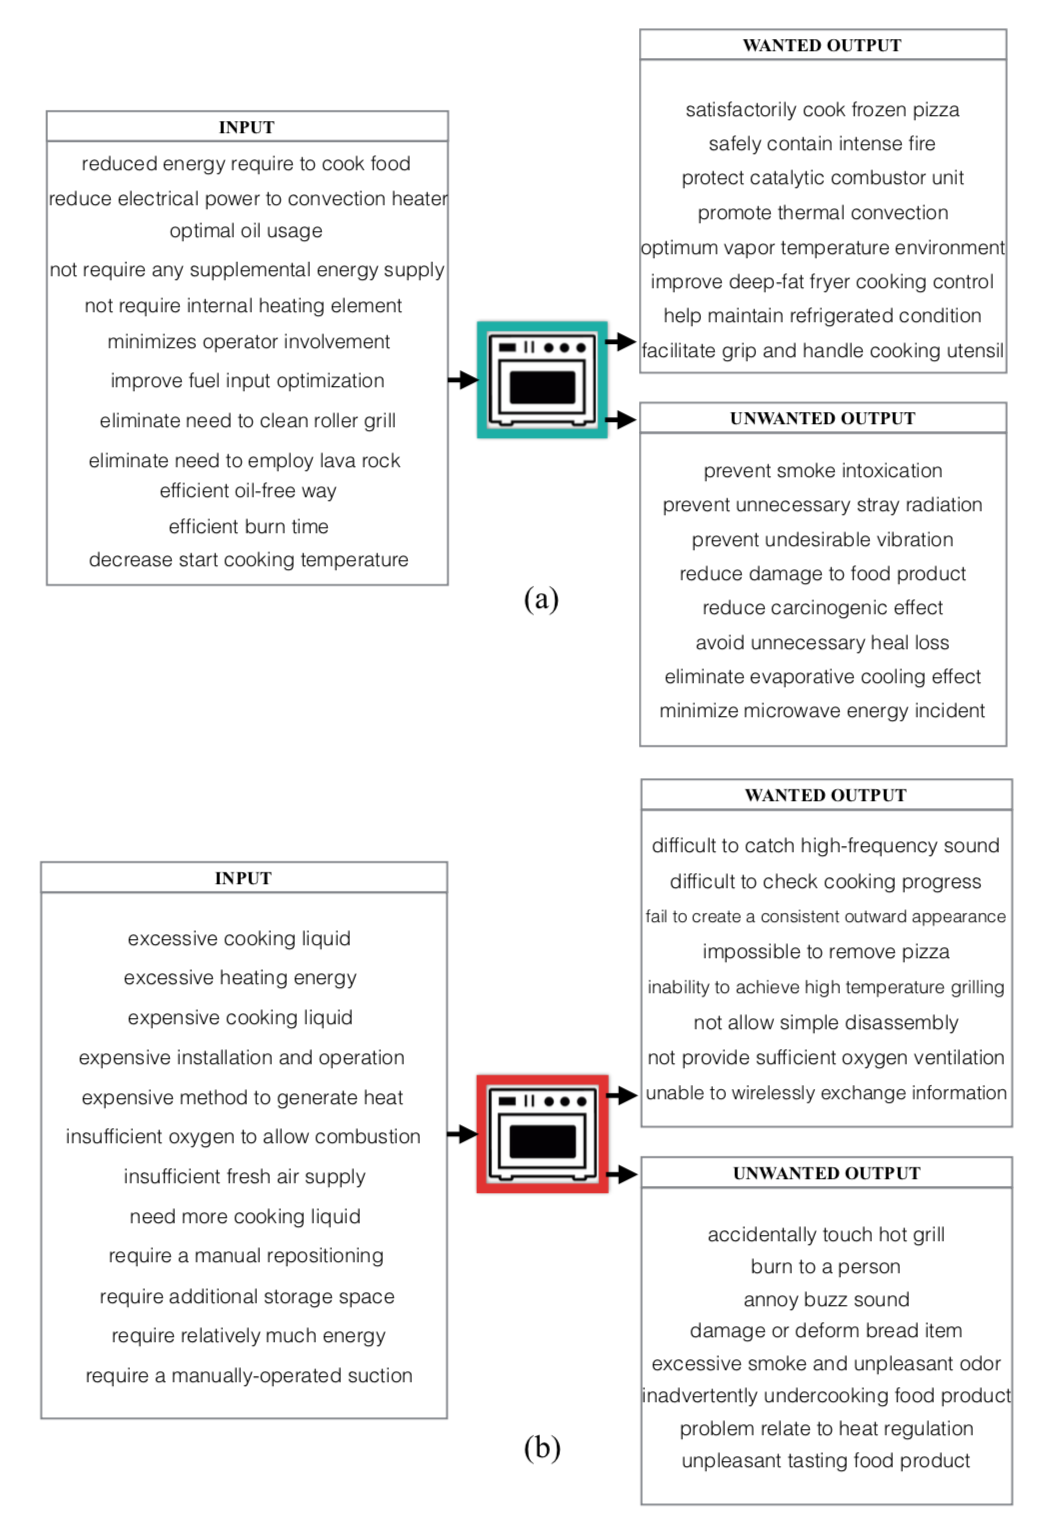 INPUT
reduced energy require to cook food
reduce electrical power to convection heater
optimal oil usage
not require any supplemental energy supply
not require internal heating element
minimizes operator involvement
improve fuel input optimization
eliminate need to clean roller grill
eliminate need to employ lava rock
efficient oil-free way
efficient burn time
decrease start cooking temperature
WANTED OUTPUT
satisfactorily cook frozen pizza
safely contain intense fire
protect catalytic combustor unit
promote thermal convection
optimum vapor temperature environment
improve deep-fat fryer cooking control
help maintain refrigerated condition
facilitate grip and handle cooking utensil
UNWANTED OUTPUT
prevent smoke intoxication
prevent unnecessary stray radiation
prevent undesirable vibration
reduce damage to food product
reduce carcinogenic effect
avoid unnecessary heal loss
eliminate evaporative cooling effect
minimize microwave energy incident
(a)
INPUT
excessive cooking liquid
excessive heating energy
expensive cooking liquid
expensive installation and operation
expensive method to generate heat
insufficient oxygen to allow combustion
insufficient fresh air supply
need more cooking liquid
require a manual repositioning
require additional storage space
require relatively much energy
require a manually-operated suction
WANTED OUTPUT
difficult to catch high-frequency sound
difficult to check cooking progress
fail to create a consistent outward appearance
impossible to remove pizza
inability to achieve high temperature grilling
not allow simple disassembly
not provide sufficient oxygen ventilation
unable to wirelessly exchange information
UNWANTED OUTPUT
accidentally touch hot grill
burn to a person
annoy buzz sound
damage or deform bread item
excessive smoke and unpleasant odor
inadvertently undercooking food product
problem relate to heat regulation
unpleasant tasting food product
(b)